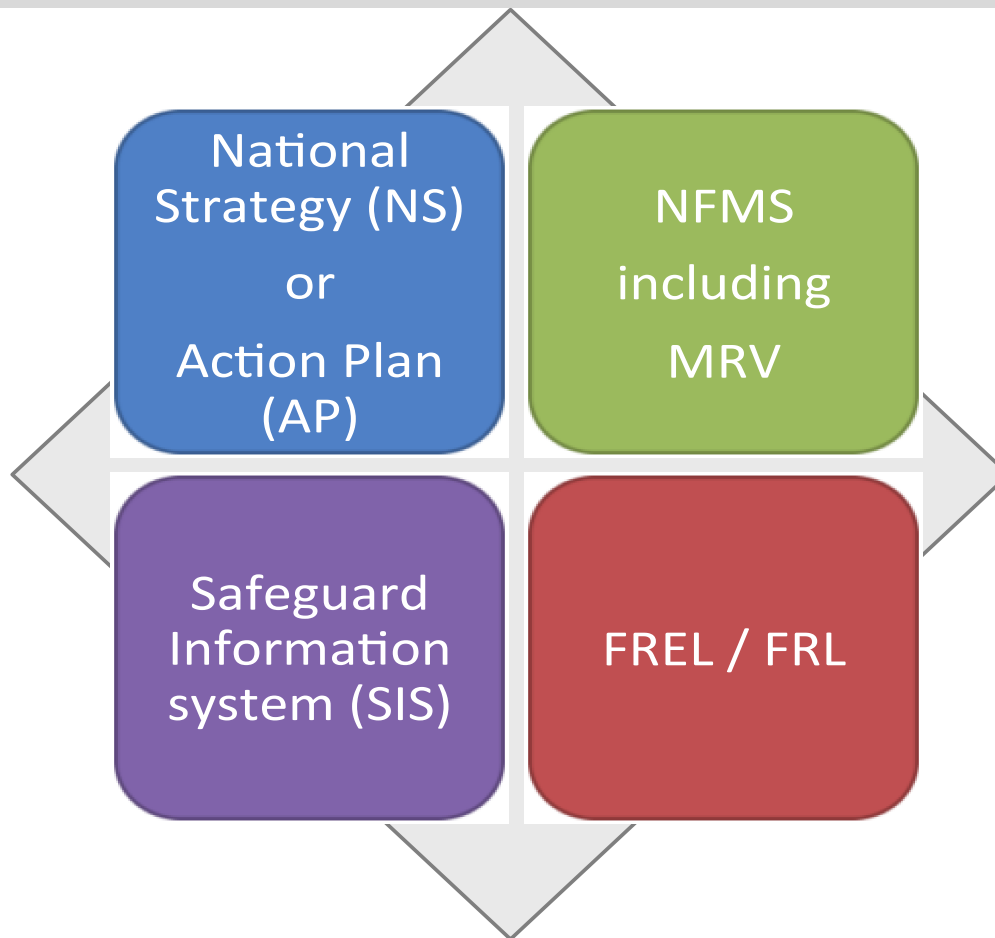 National
Strategy (NS)
or
Action Plan
(AP)
NFMS
including
MRV
Safeguard
Information
system (SIS)
FREL / FRL